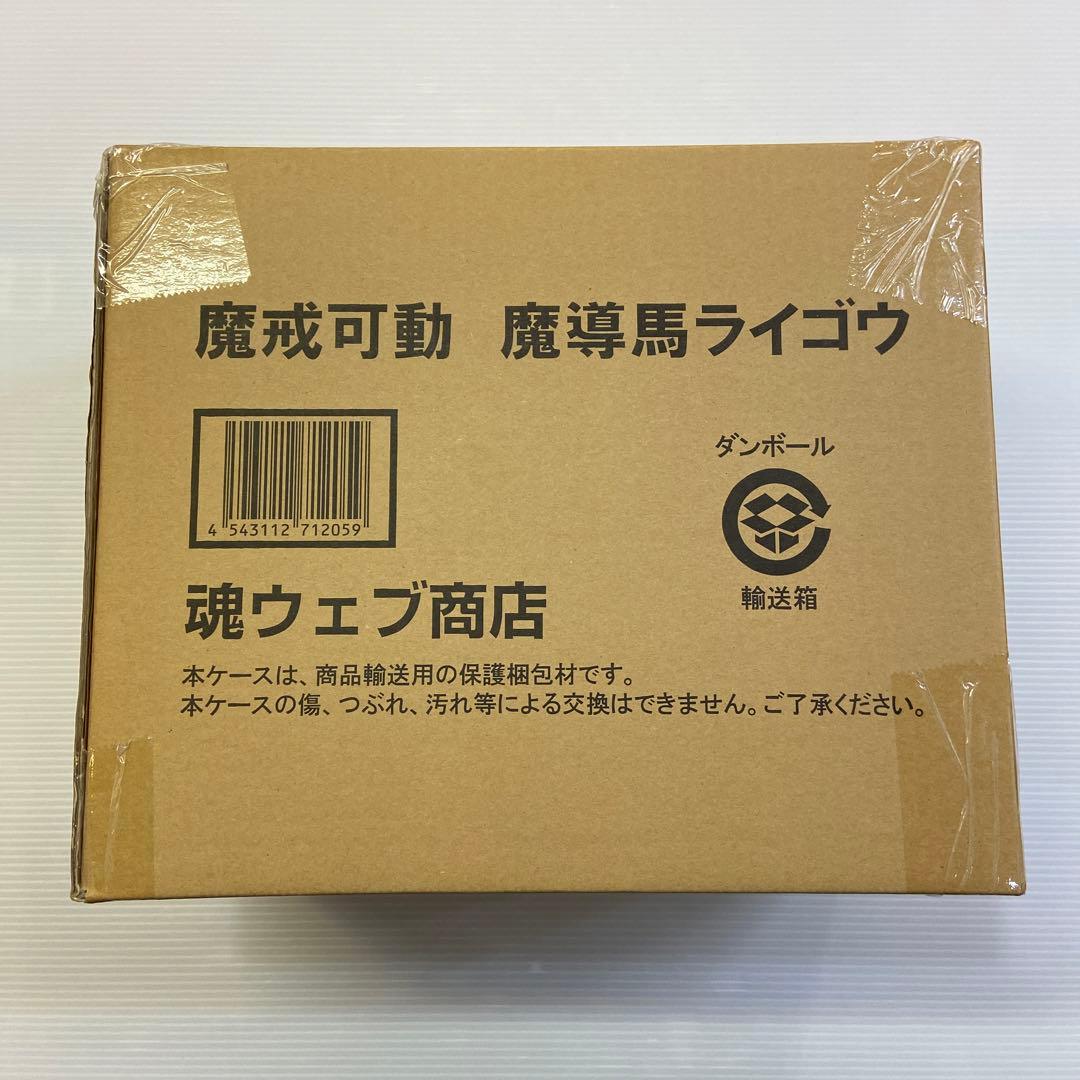 魔戒可動 魔導馬ライゴウ
4 543112 712059
ダンボール
輸送箱
魂ウェブ商店
本ケースは、商品輸送用の保護梱包材です。
本ケースの傷、つぶれ、汚れ等による交換はできません。ご了承ください。